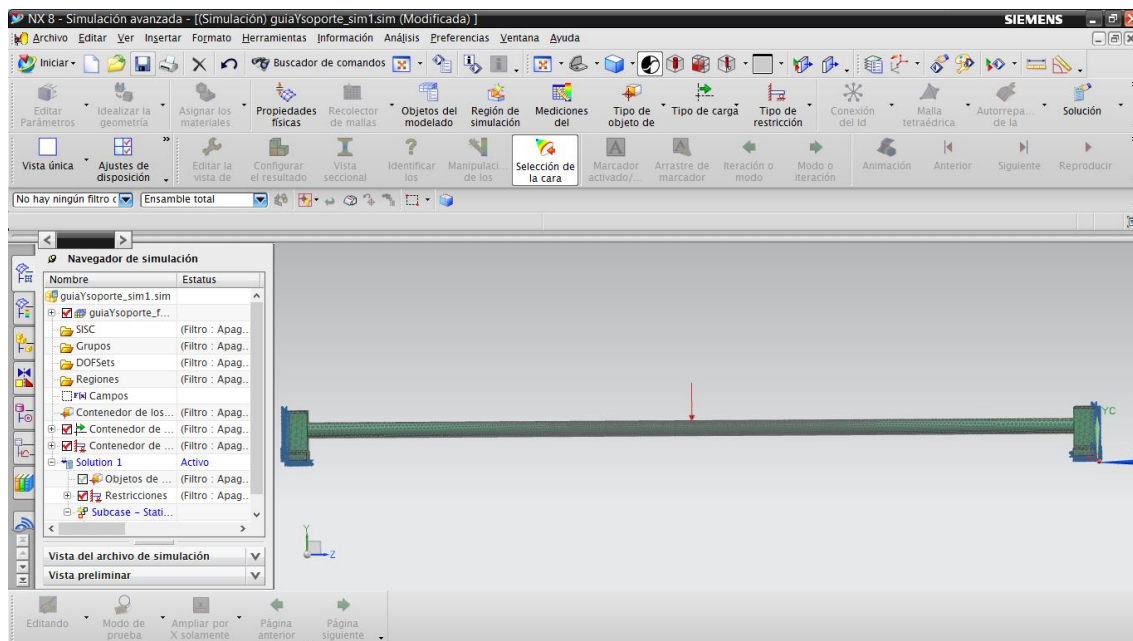 NX 8 - Simulación avanzada - [(Simulación) guiaYsoporte_sim1.sim (Modificada) ]
SIEMENS
Archivo Editar Ver Insertar Formato Herramientas Información Análisis Preferencias Ventana Ayuda
Iniciar
Buscador de comandos
Editar Parámetros
Idealizar la geometría
Asignar los materiales
Propiedades físicas
Recolector de mallas
Objetos del modelado
Región de simulación
Mediciones del
Tipo de objeto de
Tipo de carga
Tipo de restricción
Conexión del Id
Malla tetraédrica
Autorrepa... de la
Solución
Vista única
Ajustes de disposición
Editar la vista de
Configurar el resultado
Vista seccional
Identificar los
Manipulaci... de los
Selección de la cara
Marcador activado/...
Arrastre de marcador
Iteración o modo
Modo o iteración
Animación
Anterior
Siguiente
Reproducir
No hay ningún filtro c
Ensamble total
Navegador de simulación
Nombre Estatus
guiaYsoporte_sim1.sim
guiaYsoporte_f...
SISC (Filtro : Apag..
Grupos (Filtro : Apag..
DOFSets (Filtro : Apag..
Regiones (Filtro : Apag..
Campos
Contenedor de los... (Filtro : Apag..
Contenedor de ... (Filtro : Apag..
Contenedor de ... (Filtro : Apag..
Solution 1 Activo
Objetos de ... (Filtro : Apag..
Restricciones (Filtro : Apag..
Subcase – Stati...
Vista del archivo de simulación
Vista preliminar
YC
Y
Z
Editando
Modo de prueba
Ampliar por X solamente
Página anterior
Página siguiente